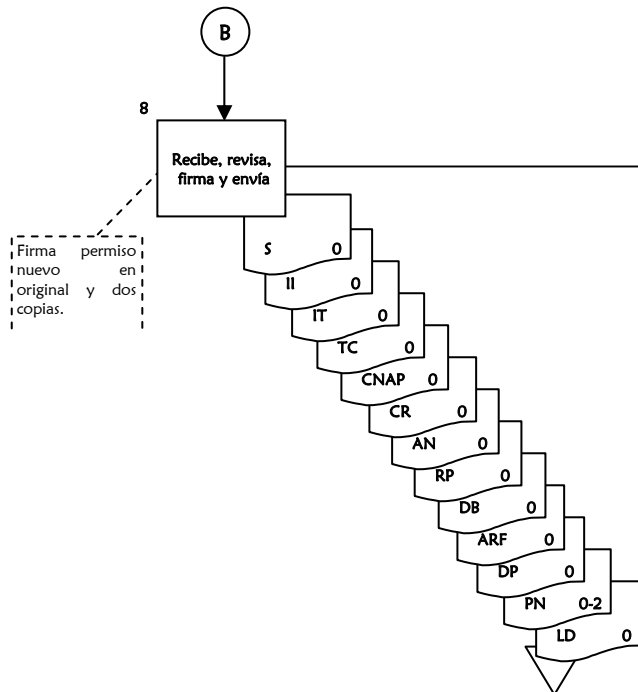 B
8
Recibe, revisa,
firma y envía
Firma permiso
nuevo en
original y dos
copias.
S 0
II 0
IT 0
TC 0
CNAP 0
CR 0
AN 0
RP 0
DB 0
ARF 0
DP 0
PN 0-2
LD 0